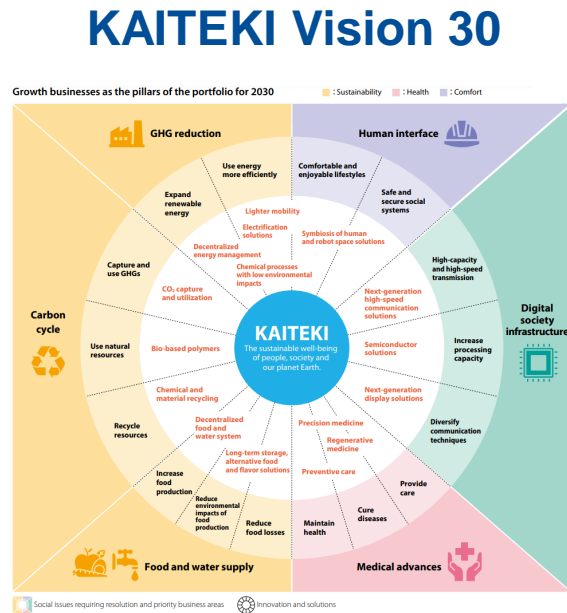 KAITEKI Vision 30
Growth businesses as the pillars of the portfolio for 2030
: Sustainability
: Health
: Comfort
GHG reduction
Human interface
Use energy
more efficiently
Comfortable and
enjoyable lifestyles
Expand
renewable
energy
Safe and
secure social
systems
Lighter mobility
Electrification
solutions
Symbiosis of human
and robot space solutions
Decentralized
energy management
Chemical processes
with low environmental
impacts
Capture and
use GHGs
High-capacity
and high-speed
transmission
CO₂ capture
and utilization
Next-generation
high-speed
communication
solutions
Carbon
cycle
Digital
society
infrastructure
KAITEKI
The sustainable well-being
of people, society and
our planet Earth.
Use natural
resources
Bio-based polymers
Semiconductor
solutions
Increase
processing
capacity
Chemical and
material recycling
Next-generation
display solutions
Recycle
resources
Decentralized
food and
water system
Precision medicine
Diversify
communication
techniques
Regenerative
medicine
Long-term storage,
alternative food
and flavor solutions
Preventive care
Increase
food
production
Provide
care
Reduce
environmental
impacts of
food
production
Cure
diseases
Reduce
food losses
Maintain
health
Food and water supply
Medical advances
Social issues requiring resolution and priority business areas
Innovation and solutions